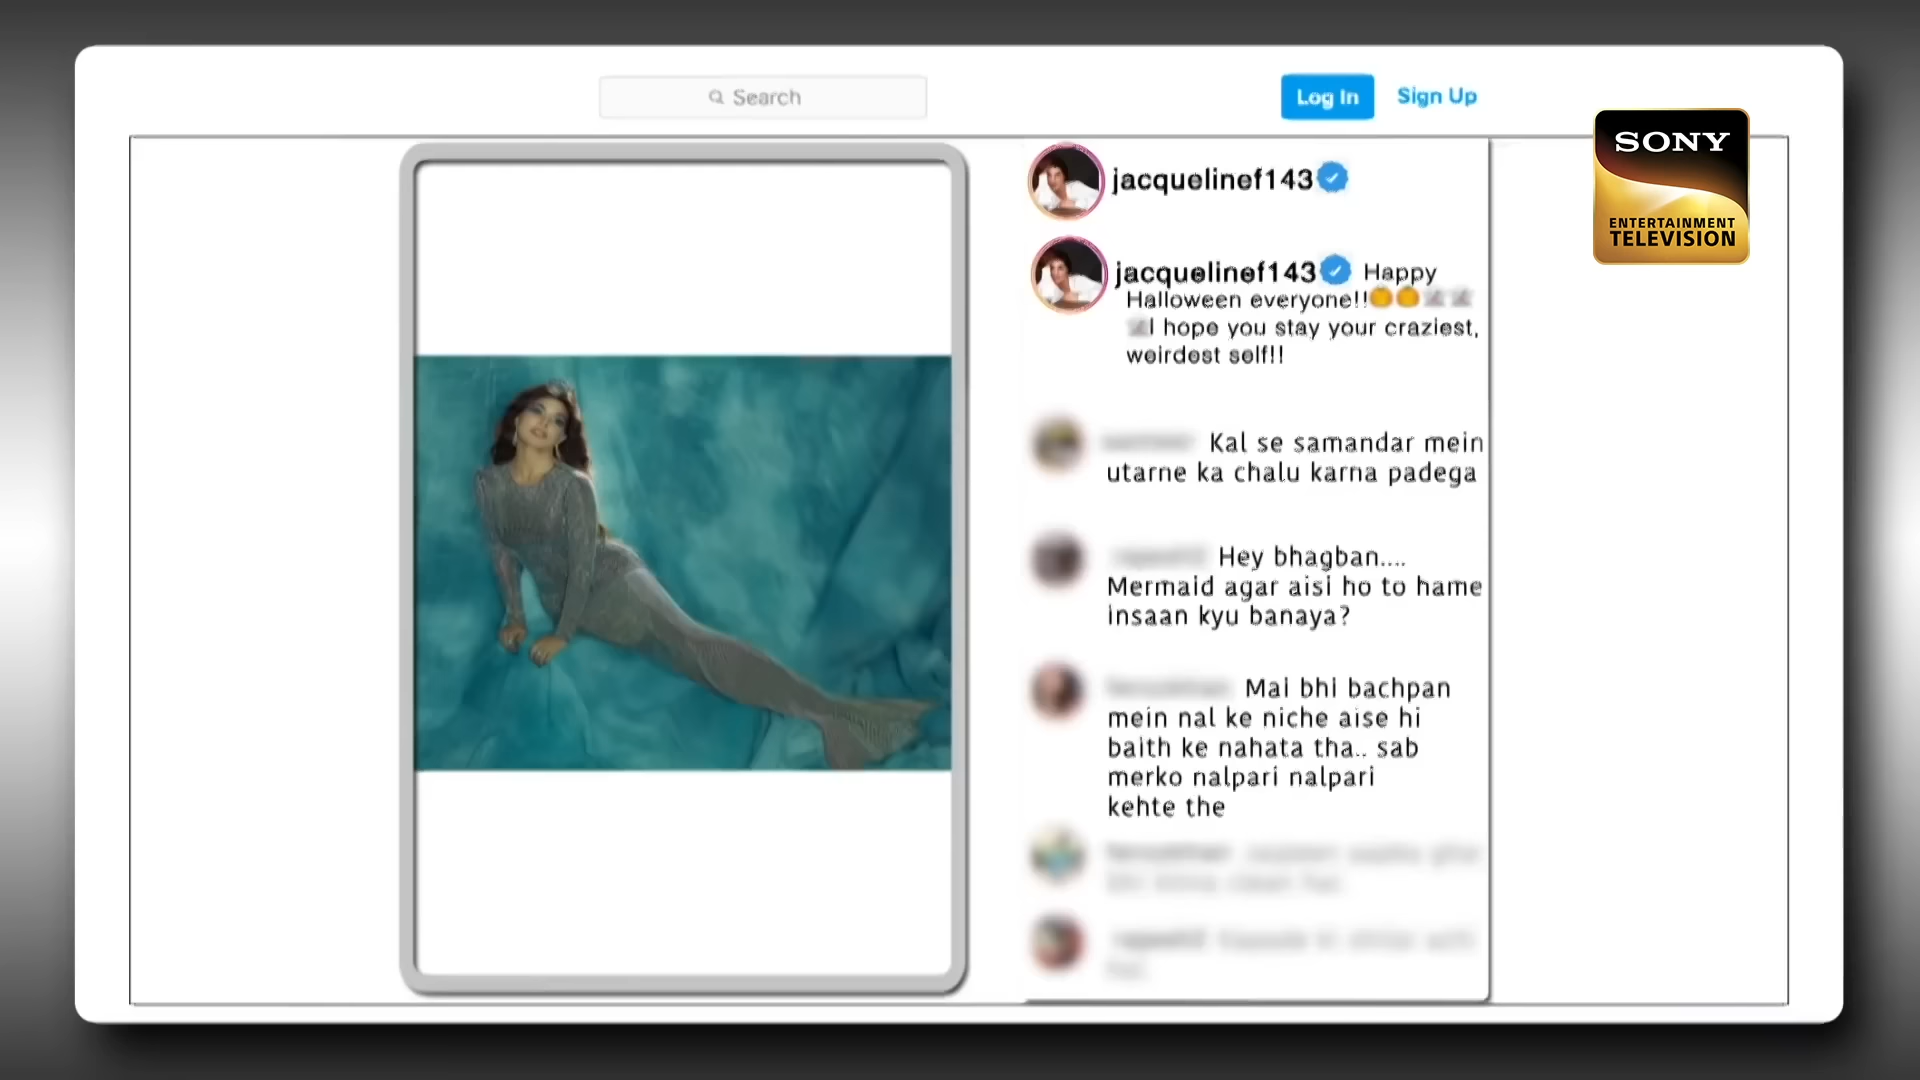 Search
Log In
Sign Up
SONY
ENTERTAINMENT
TELEVISION
jacquelinef143
jacquelinef143 Happy
Halloween everyone!!
I hope you stay your craziest,
weirdest self!!
Kal se samandar mein
utarne ka chalu karna padega
Hey bhagban....
Mermaid agar aisi ho to hame
insaan kyu banaya?
Mai bhi bachpan
mein nal ke niche aise hi
baith ke nahata tha.. sab
merko nalpari nalpari
kehte the